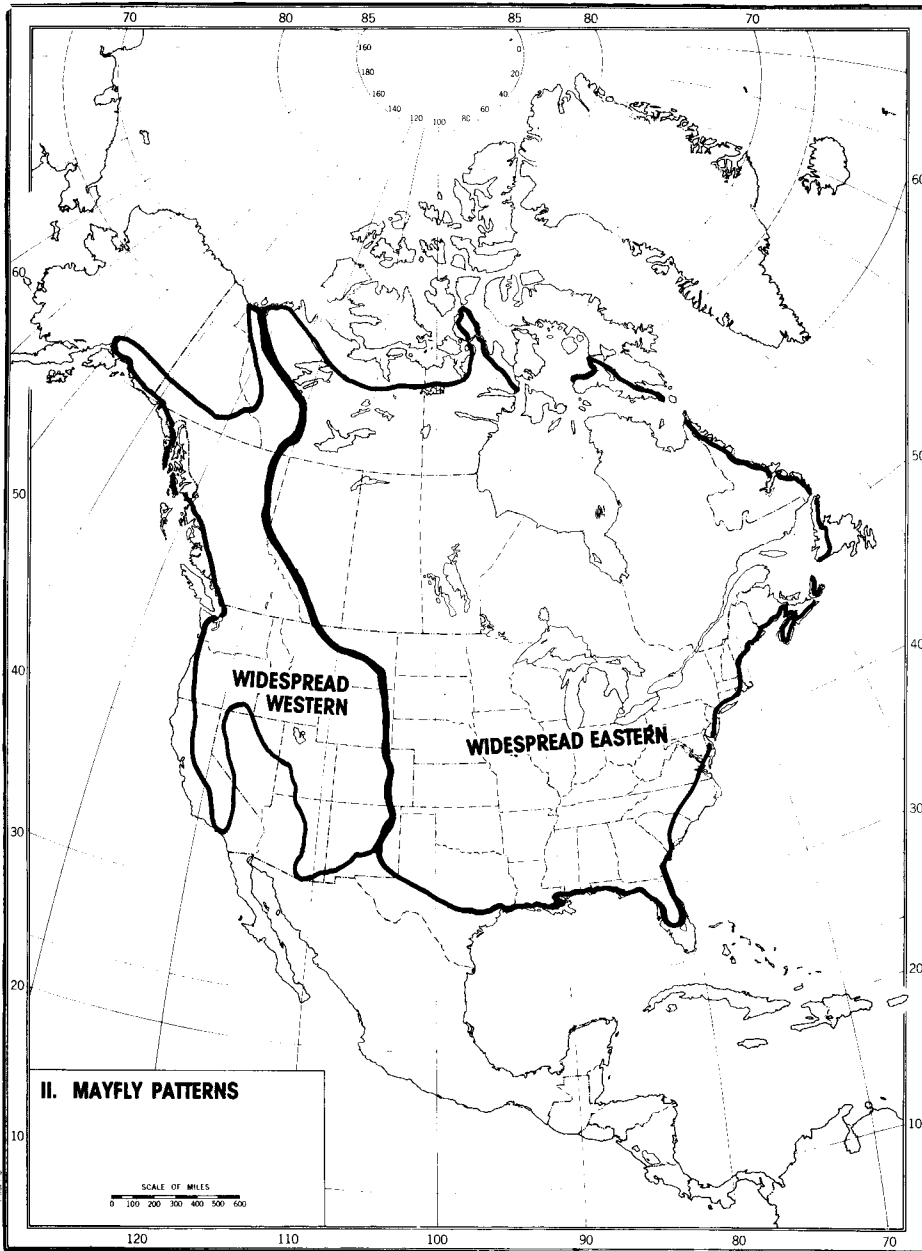 70 80 85 85 80 70
160
180
160
140
120
100
80
60
40
20
0
60
50
40
30
20
10
60
50
40
30
20
10
WIDESPREAD
WESTERN
WIDESPREAD EASTERN
II. MAYFLY PATTERNS
SCALE OF MILES
0 100 200 300 400 500 600
120 110 100 90 80 70